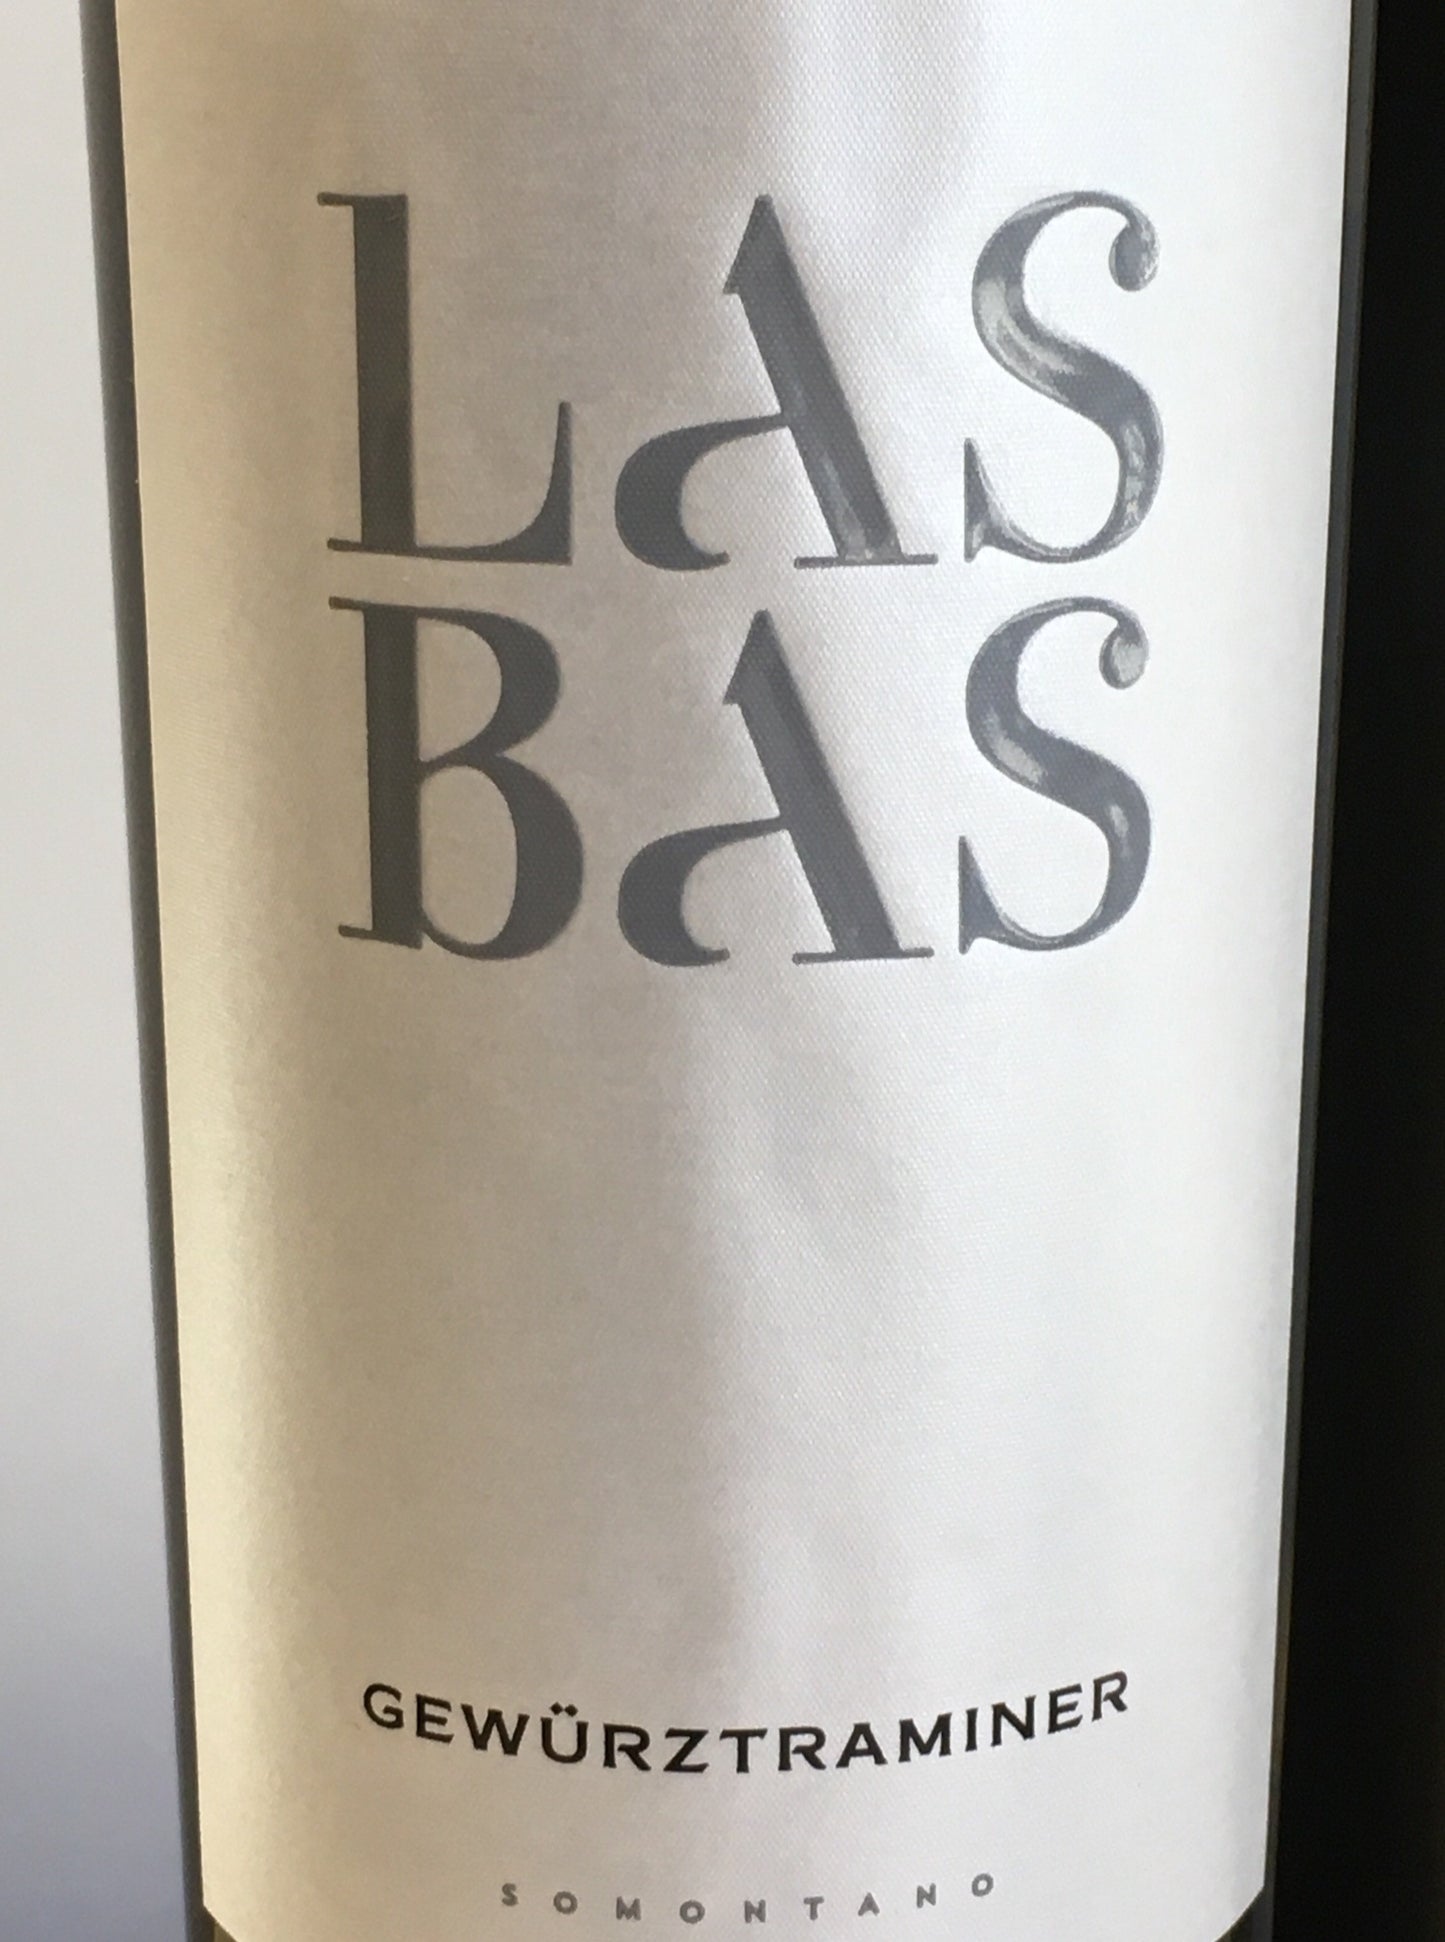 LAS
BAS
GEWÜRZTRAMINER
SOMONTANO